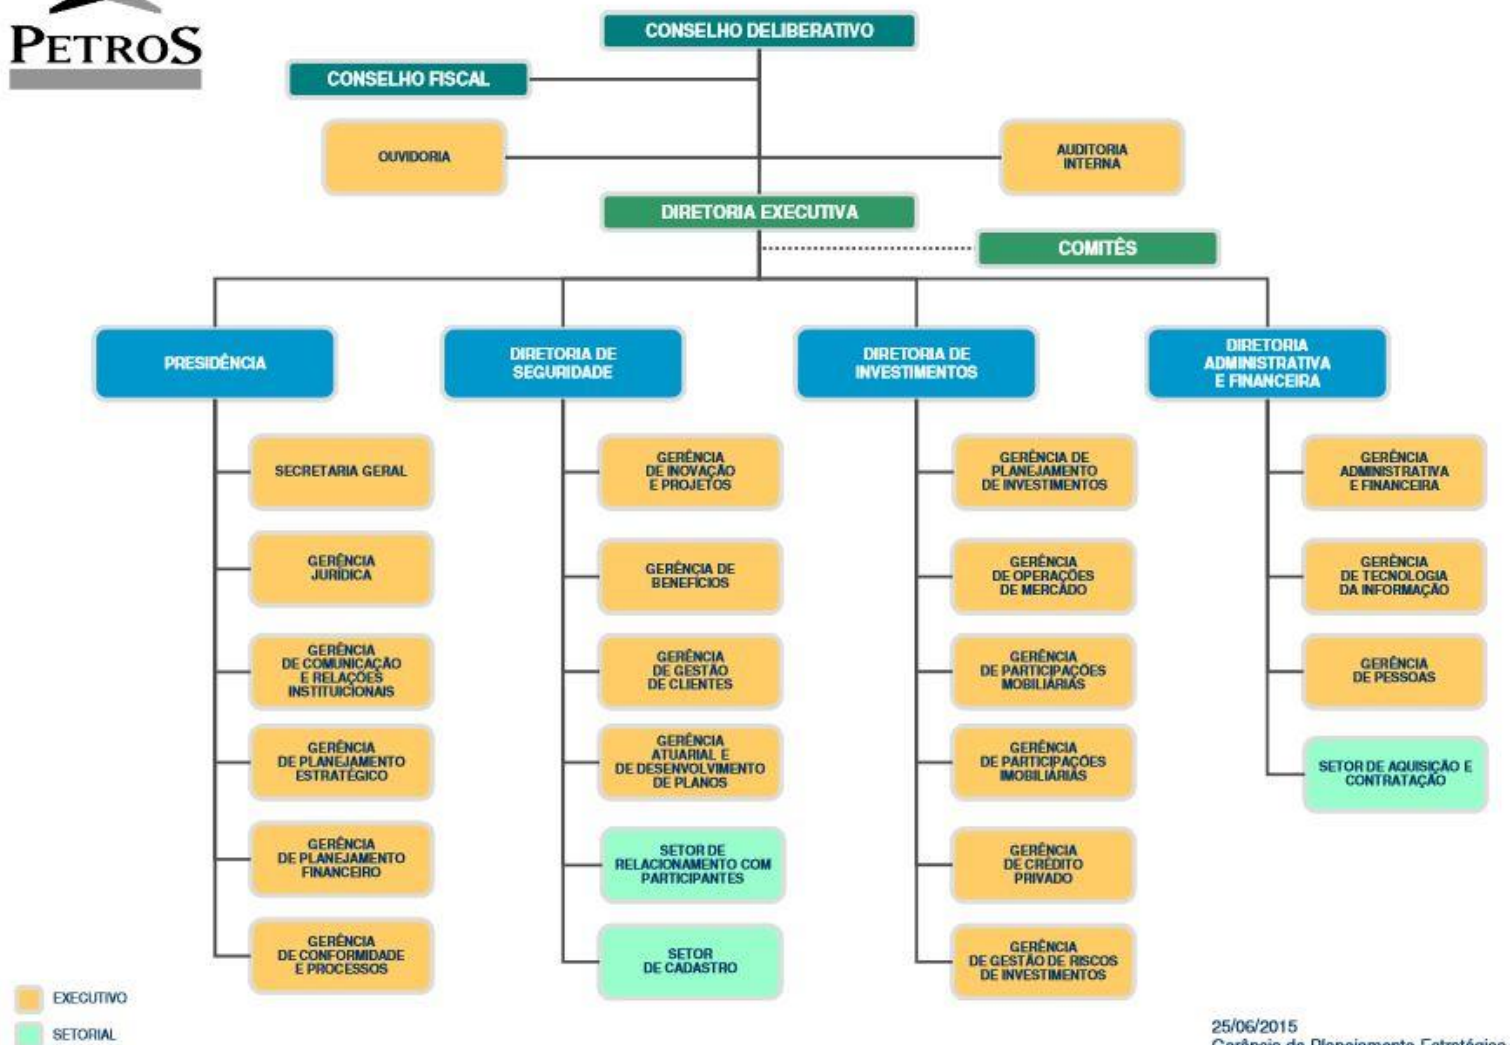 PETROS
CONSELHO DELIBERATIVO
CONSELHO FISCAL
OUVIDORIA
AUDITORIA
INTERNA
DIRETORIA EXECUTIVA
COMITÊS
PRESIDÊNCIA
DIRETORIA DE
SEGURIDADE
DIRETORIA DE
INVESTIMENTOS
DIRETORIA
ADMINISTRATIVA
E FINANCEIRA
SECRETARIA GERAL
GERÊNCIA
JURÍDICA
GERÊNCIA
DE COMUNICAÇÃO
E RELAÇÕES
INSTITUICIONAIS
GERÊNCIA
DE PLANEJAMENTO
ESTRATÉGICO
GERÊNCIA
DE PLANEJAMENTO
FINANCEIRO
GERÊNCIA
DE CONFORMIDADE
E PROCESSOS
GERÊNCIA
DE INOVAÇÃO
E PROJETOS
GERÊNCIA DE
BENEFÍCIOS
GERÊNCIA
DE GESTÃO
DE CLIENTES
GERÊNCIA
ATUARIAL E
DE DESENVOLVIMENTO
DE PLANOS
SETOR DE
RELACIONAMENTO COM
PARTICIPANTES
SETOR
DE CADASTRO
GERÊNCIA DE
PLANEJAMENTO
DE INVESTIMENTOS
GERÊNCIA
DE OPERAÇÕES
DE MERCADO
GERÊNCIA
DE PARTICIPAÇÕES
MOBILIÁRIAS
GERÊNCIA
DE PARTICIPAÇÕES
IMOBILIÁRIAS
GERÊNCIA
DE CRÉDITO
PRIVADO
GERÊNCIA
DE GESTÃO DE RISCOS
DE INVESTIMENTOS
GERÊNCIA
ADMINISTRATIVA
E FINANCEIRA
GERÊNCIA
DE TECNOLOGIA
DA INFORMAÇÃO
GERÊNCIA
DE PESSOAS
SETOR DE AQUISIÇÃO E
CONTRATAÇÃO
EXECUTIVO
SETORIAL
25/06/2015
Gerência de Planejamento Estratégico